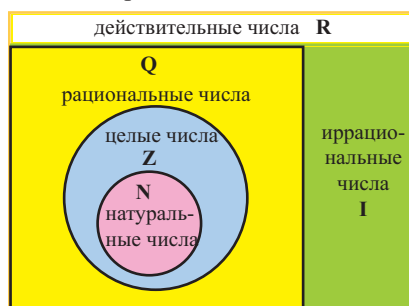 действительные числа R
Q
рациональные числа
целые числа
Z
N
натураль-
ные числа
иррацио-
нальные
числа
I